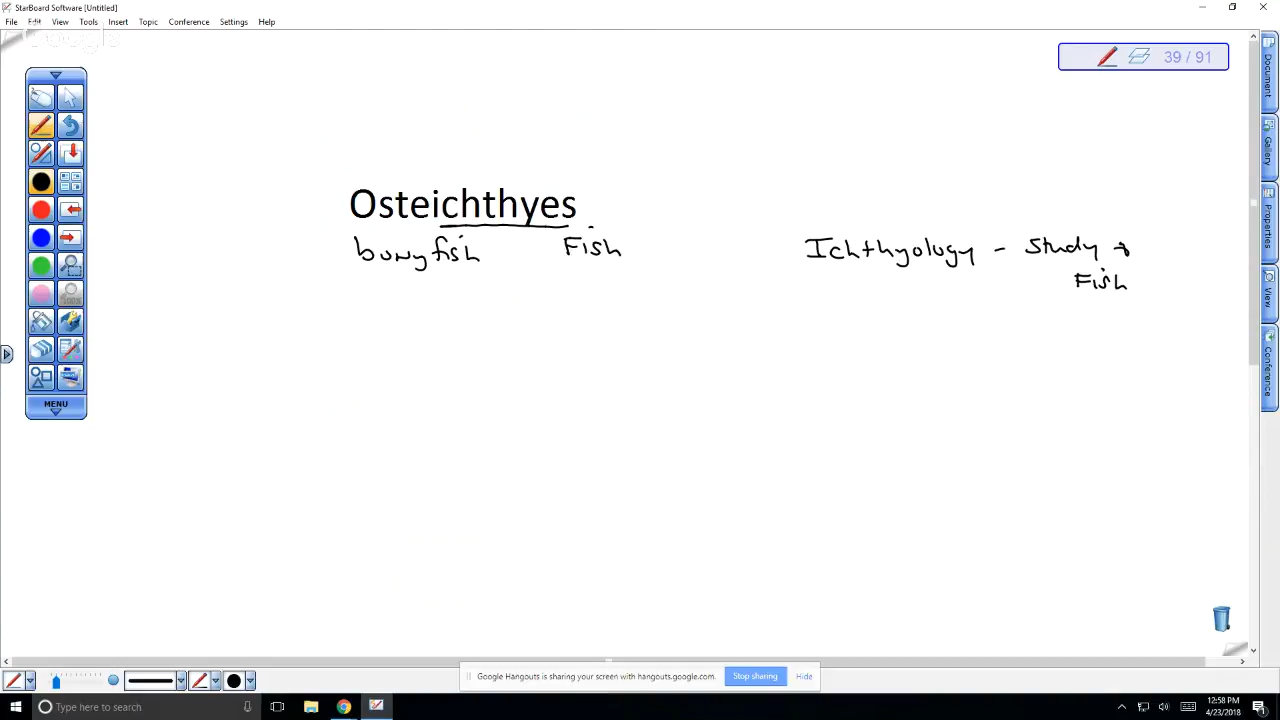 StarBoard Software [Untitled]
File Edit View Tools Insert Topic Conference Settings Help
39 / 91
Document
Gallery
Properties
View
Conference
MENU
Osteichthyes
bony fish Fish
Ichthyology - Study
Fish
Google Hangouts is sharing your screen with hangouts.google.com. Stop sharing Hide
Type here to search
12:58 PM
4/23/2018